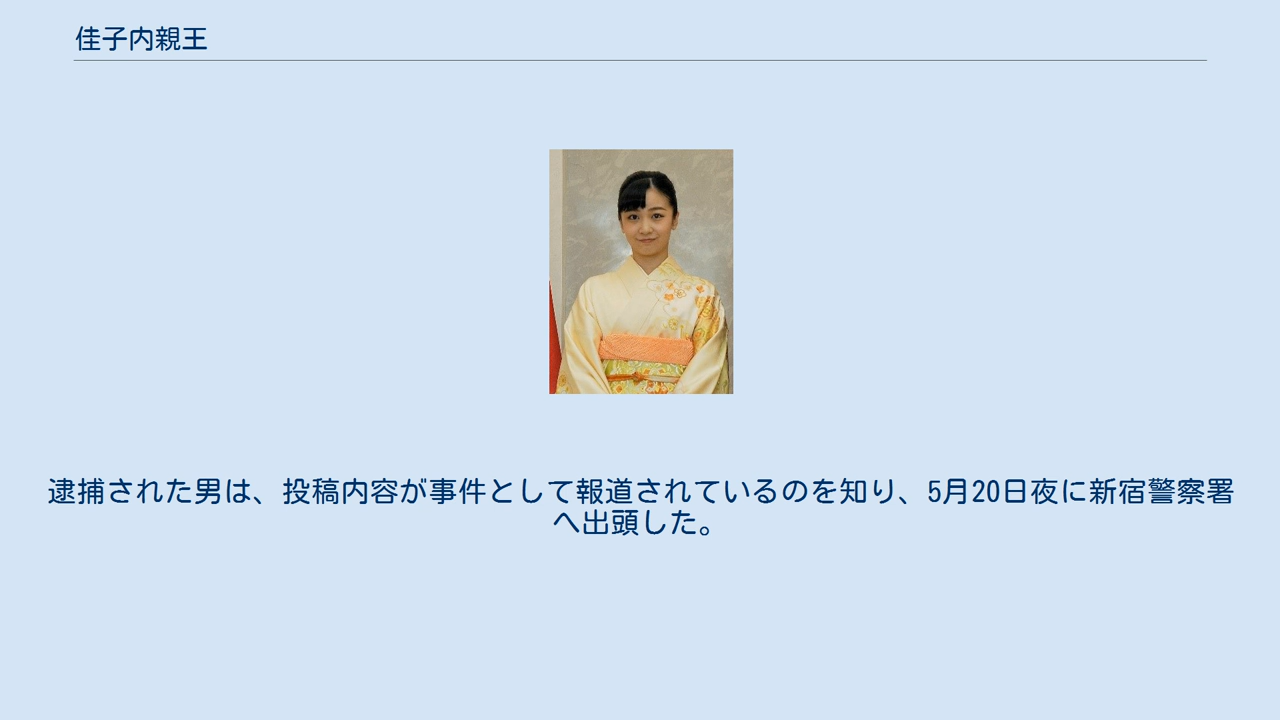 佳子内親王
逮捕された男は、投稿内容が事件として報道されているのを知り、5月20日夜に新宿警察署
へ出頭した。